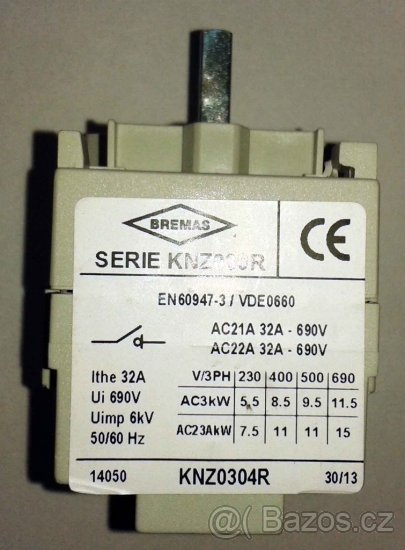 BREMAS
SERIE KNZ000R
CE
EN60947-3 / VDE0660
AC21A 32A - 690V
AC22A 32A - 690V
Ithe 32A
Ui 690V
Uimp 6kV
50/60 Hz
V/3PH 230 400 500 690
AC3kW 5.5 8.5 9.5 11.5
AC23AkW 7.5 11 11 15
14050 KNZ0304R 30/13
@( Bazoš.cz